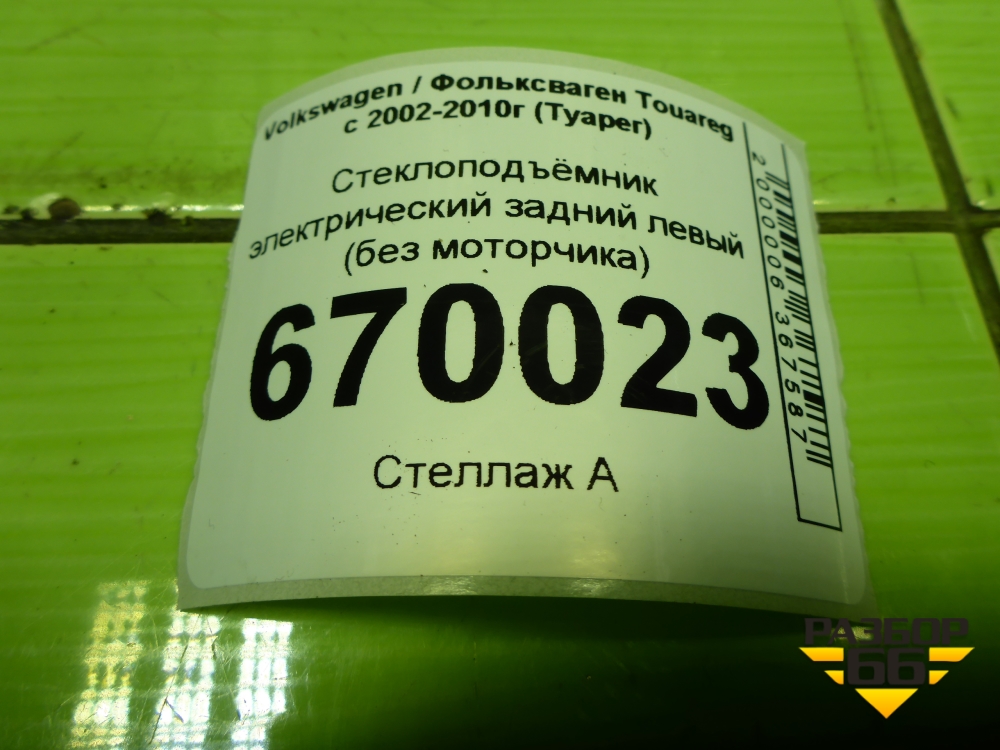 Volkswagen / Фольксваген Touareg
с 2002-2010г (Туарег)
Стеклоподъёмник
электрический задний левый
(без моторчика)
670023
Стеллаж А
2000006367587
РАЗБОР
66